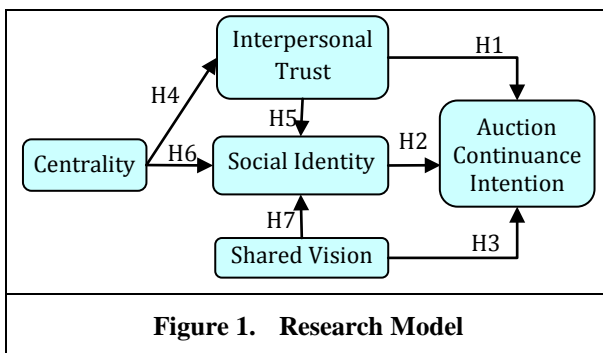 Interpersonal
Trust
H1
H4
H5
Centrality
H6
Social Identity
H2
Auction
Continuance
Intention
H7
Shared Vision
H3
Figure 1. Research Model